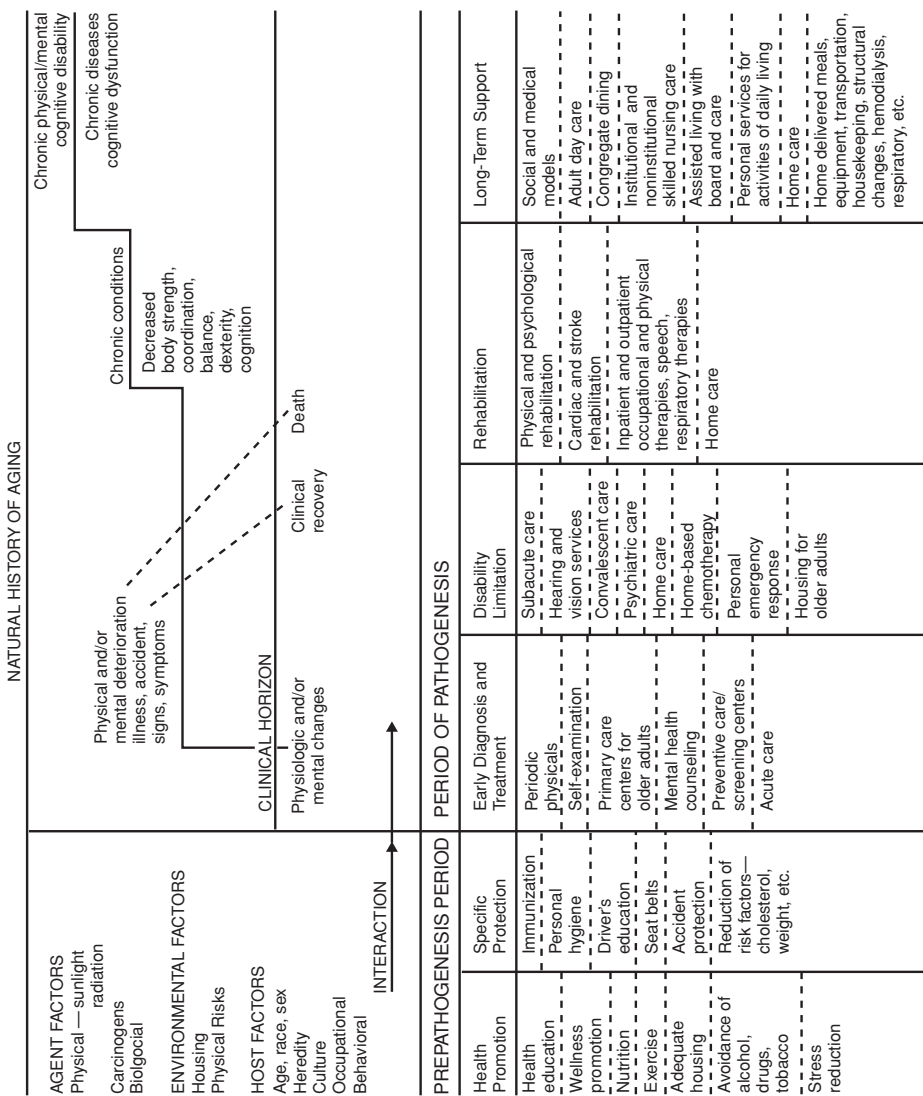 NATURAL HISTORY OF AGING
AGENT FACTORS
Physical — sunlight
radiation
Carcinogens
Biolgocial
ENVIRONMENTAL FACTORS
Housing
Physical Risks
HOST FACTORS
Age, race, sex
Heredity
Culture
Occupational
Behavioral
INTERACTION
Physical and/or
mental deterioration
illness, accident,
signs, symptoms
CLINICAL HORIZON
Physiologic and/or
mental changes
Clinical
recovery
Death
Chronic conditions
Decreased
body strength,
coordination,
balance,
dexterity,
cognition
Chronic physical/mental
cognitive disability
Chronic diseases
cognitive dysfunction
PREPATHOGENESIS PERIOD
PERIOD OF PATHOGENESIS
Health
Promotion
Health
education
Wellness
promotion
Nutrition
Exercise
Adequate
housing
Avoidance of
alcohol,
drugs,
tobacco
Stress
reduction
Specific
Protection
Immunization
Personal
hygiene
Driver's
education
Seat belts
Accident
protection
Reduction of
risk factors—
cholesterol,
weight, etc.
Early Diagnosis and
Treatment
Periodic
physicals
Self-examination
Primary care
centers for
older adults
Mental health
counseling
Preventive care/
screening centers
Acute care
Disability
Limitation
Subacute care
Hearing and
vision services
Convalescent care
Psychiatric care
Home care
Home-based
chemotherapy
Personal
emergency
response
Housing for
older adults
Rehabilitation
Physical and psychological
rehabilitation
Cardiac and stroke
rehabilitation
Inpatient and outpatient
occupational and physical
therapies, speech,
respiratory therapies
Home care
Long-Term Support
Social and medical
models
Adult day care
Congregate dining
Institutional and
noninstitutional
skilled nursing care
Assisted living with
board and care
Personal services for
activities of daily living
Home care
Home delivered meals,
equipment, transportation,
housekeeping, structural
changes, hemodialysis,
respiratory, etc.